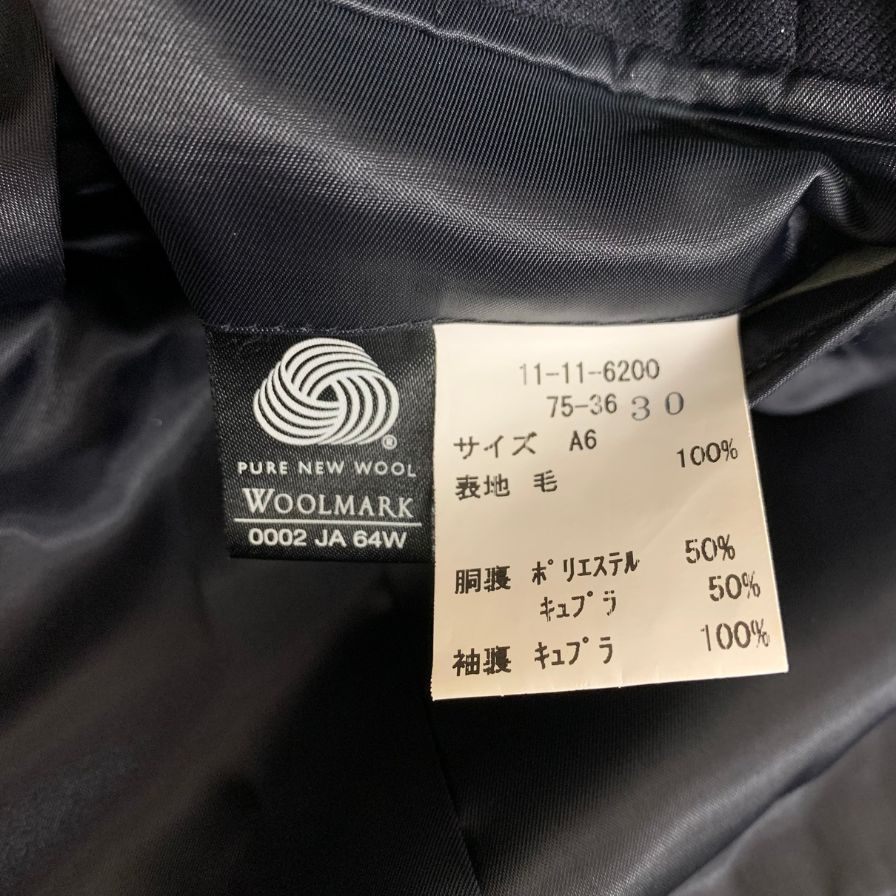 ®
PURE NEW WOOL
WOOLMARK
0002 JA 64W
11-11-6200
75-36 30
サイズ A6
表地 毛 100%
胴裏 ポリエステル 50%
キュプラ 50%
袖裏 キュプラ 100%